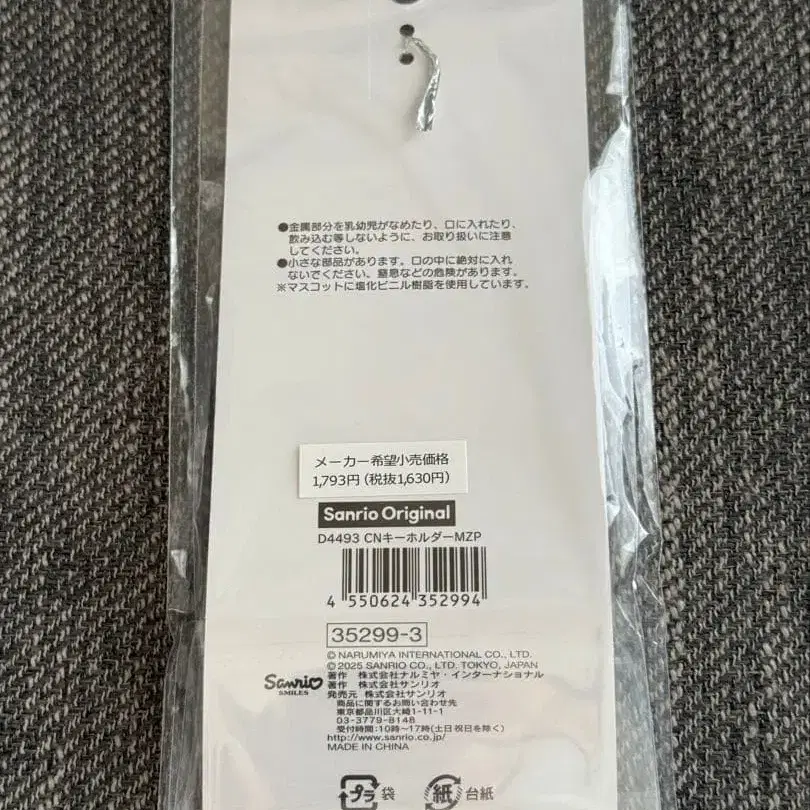 ●金属部分を乳幼児がなめたり、口に入れたり、
飲み込む等しないように、お取り扱いに注意
してください。
●小さな部品があります。口の中に絶対に入れ
ないでください。窒息などの危険があります。
※マスコットに塩化ビニル樹脂を使用しています。
メーカー希望小売価格
1,793円(税抜1,630円)
Sanrio Original
D4493 CNキーホルダーMZP
4 550624 352994
35299-3
© NARUMIYA INTERNATIONAL CO., LTD.
© 2025 SANRIO CO., LTD. TOKYO, JAPAN
Sanrio
SMILES
著作 株式会社ナルミヤ・インターナショナル
著作 株式会社サンリオ
発売元 株式会社サンリオ
商品に関するお問い合わせ先
東京都品川区大崎1-11-1
03-3779-8148
受付時間10時~17時(土日祝日を除く)
http://www.sanrio.co.jp/
MADE IN CHINA
プラ 袋
紙 台紙